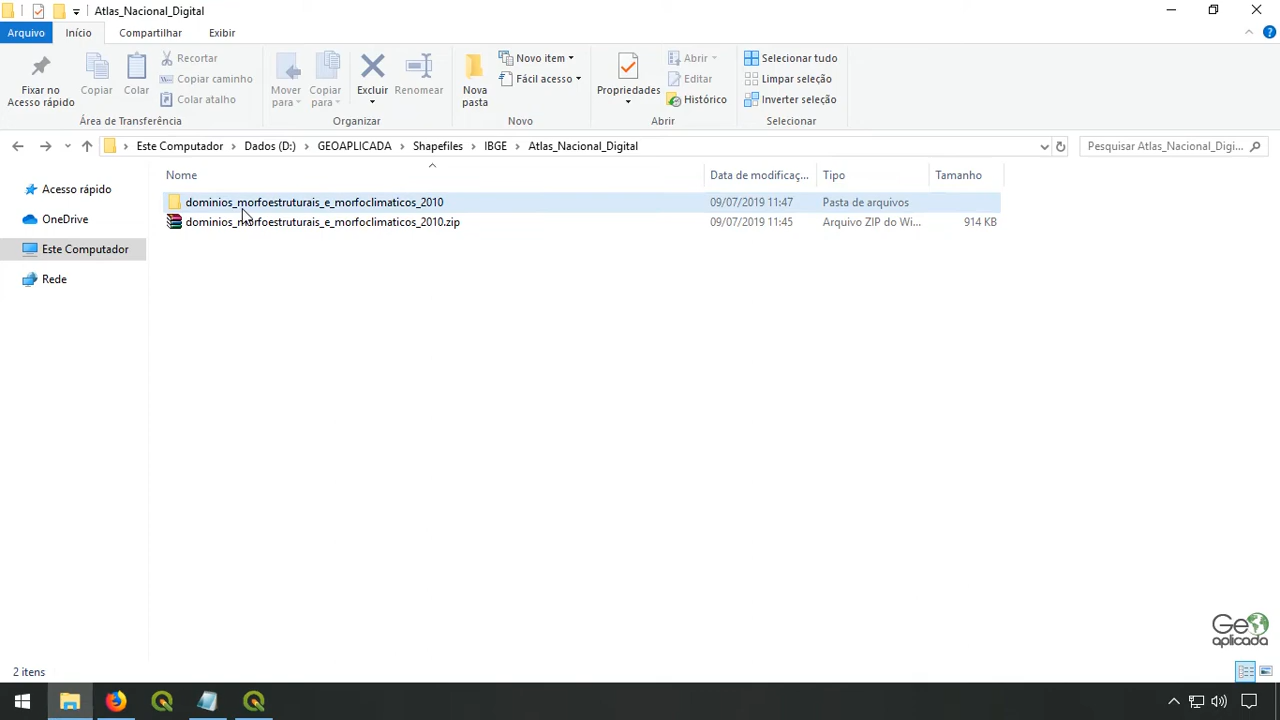 Atlas_Nacional_Digital
Arquivo Início Compartilhar Exibir
Fixar no Acesso rápido
Copiar
Colar
Recortar
Copiar caminho
Colar atalho
Área de Transferência
Mover para
Copiar para
Excluir
Renomear
Organizar
Nova pasta
Novo item
Fácil acesso
Novo
Propriedades
Abrir
Editar
Histórico
Abrir
Selecionar tudo
Limpar seleção
Inverter seleção
Selecionar
Este Computador Dados (D:) GEOAPLICADA Shapefiles IBGE Atlas_Nacional_Digital
Pesquisar Atlas_Nacional_Digi...
Acesso rápido
OneDrive
Este Computador
Rede
Nome Data de modificaç... Tipo Tamanho
dominios_morfoestruturais_e_morfoclimaticos_2010 09/07/2019 11:47 Pasta de arquivos
dominios_morfoestruturais_e_morfoclimaticos_2010.zip 09/07/2019 11:45 Arquivo ZIP do Wi... 914 KB
Geo
aplicada
2 itens